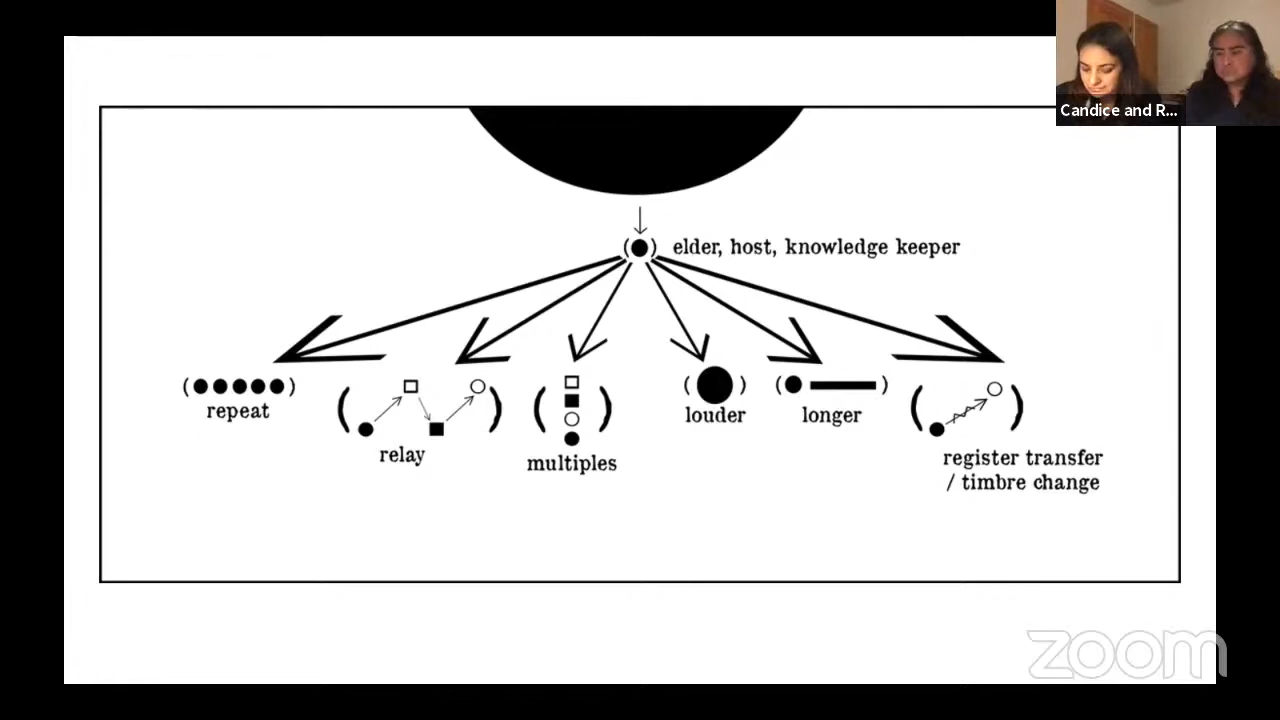 Candice and R...
elder, host, knowledge keeper
repeat
relay
multiples
louder
longer
register transfer
/ timbre change
zoom